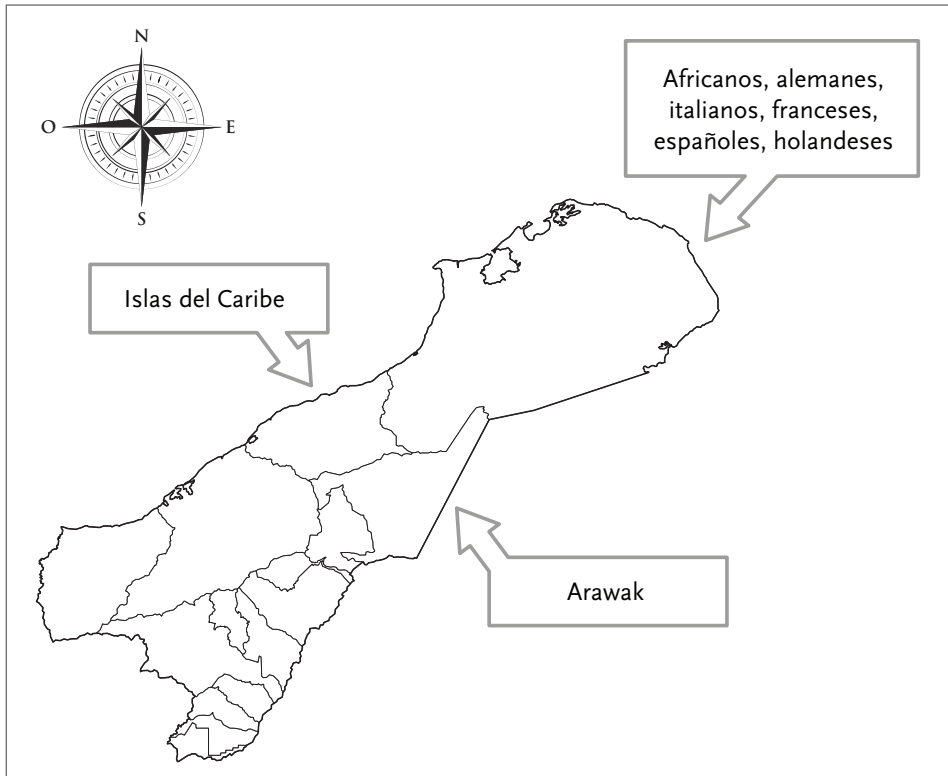 N
O
E
S
Africanos, alemanes,
italianos, franceses,
españoles, holandeses
Islas del Caribe
Arawak